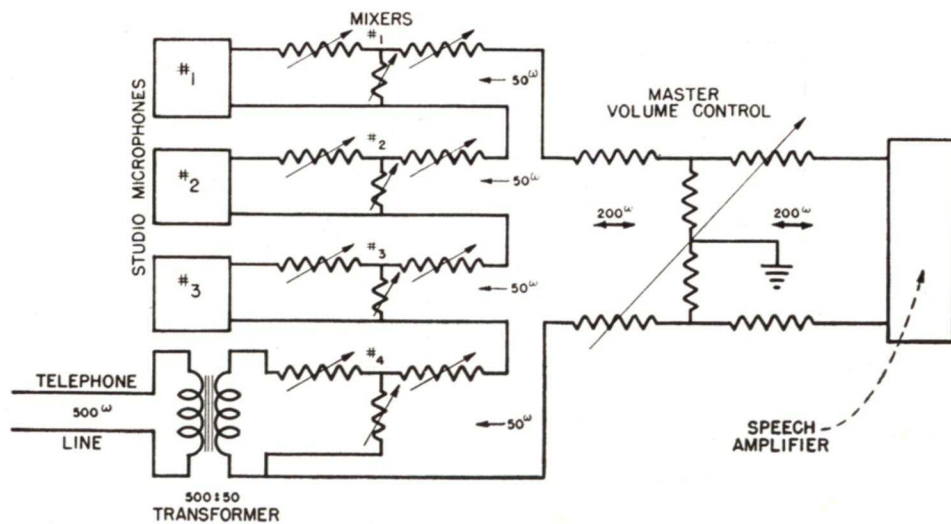 MIXERS
#1
50ω
#1
STUDIO MICROPHONES
#2
50ω
#2
#3
50ω
#3
#4
50ω
MASTER
VOLUME CONTROL
200ω
200ω
TELEPHONE
500ω
LINE
500:50
TRANSFORMER
SPEECH
AMPLIFIER